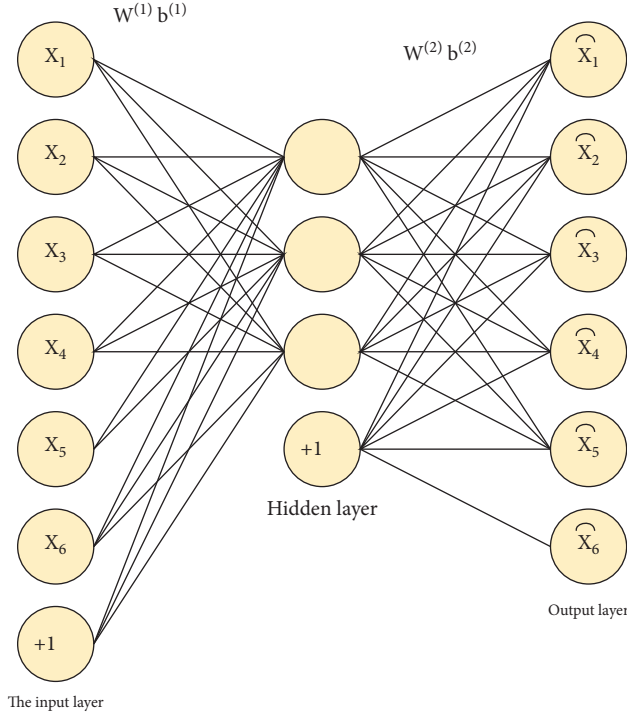 W⁽¹⁾ b⁽¹⁾
W⁽²⁾ b⁽²⁾
X₁
X₂
X₃
X₄
X₅
X₆
+1
The input layer
+1
Hidden layer
X̑₁
X̑₂
X̑₃
X̑₄
X̑₅
X̑₆
Output layer